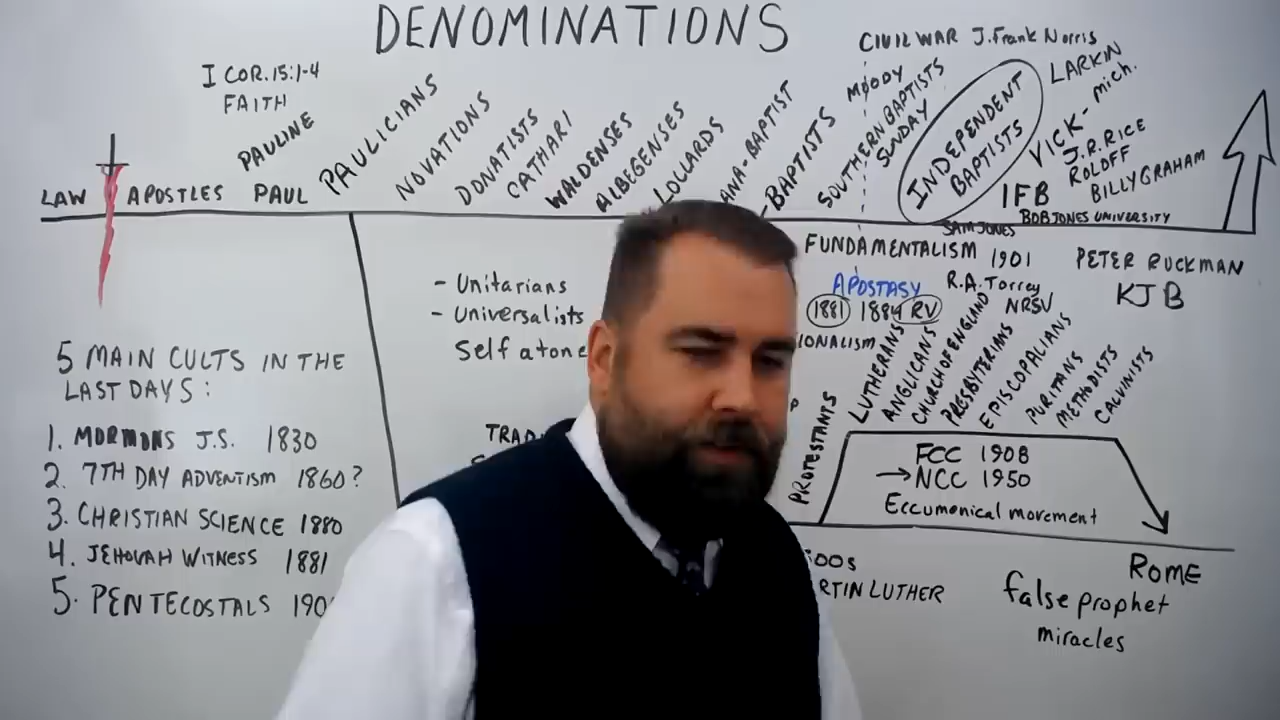 DENOMINATIONS
CIVIL WAR J. Frank Norris
I COR. 15:1-4
FAITH
PAULINE
LAW
APOSTLES
PAUL
PAULICIANS
NOVATIONS
DONATISTS
CATHARI
WALDENSES
ALBEGENSES
LOLLARDS
ANA-BAPTIST
-BAPTISTS
SOUTHERN BAPTISTS
MOODY
SUNDAY
INDEPENDENT
BAPTISTS
LARKIN
VICK- mich.
J.R. RICE
ROLOFF
BILLY GRAHAM
IFB
BOB JONES UNIVERSITY
SAM JONES
FUNDAMENTALISM 1901
R.A. Torrey
PETER RUCKMAN
KJB
APOSTASY
1881 1884 RV
NRSV
- Unitarians
- Universalists
Self atone
PROTESTANTS
LUTHERANS
ANGLICANS
CHURCH OF ENGLAND
PRESBYTERIANS
EPISCOPALIANS
PURITANS
METHODISTS
CALVINISTS
FCC 1908
→NCC 1950
Eccumenical movement
ROME
false prophet
miracles
5 MAIN CULTS IN THE
LAST DAYS:
1. MORMONS J.S. 1830
2. 7TH DAY ADVENTISM 1860?
3. CHRISTIAN SCIENCE 1880
4. JEHOVAH WITNESS 1881
5. PENTECOSTALS
LUTHER